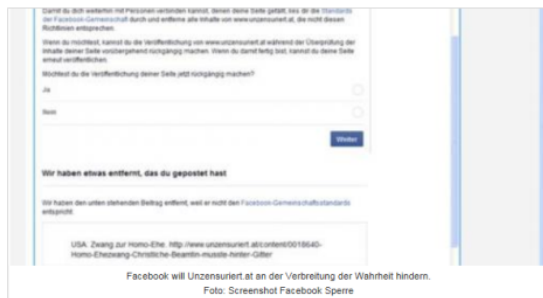 Damit du dich weiterhin mit Personen verbinden kannst, denen deine Seite gefällt, lies dir die Standards
der Facebook-Gemeinschaft durch und entferne alle Inhalte von www.unzensuriert.at, die nicht diesen
Richtlinien entsprechen.
Wenn du möchtest, kannst du die Veröffentlichung von www.unzensuriert.at während der Überprüfung der
Inhalte deiner Seite vorübergehend rückgängig machen. Wenn du damit fertig bist, kannst du deine Seite
erneut veröffentlichen.
Möchtest du die Veröffentlichung deiner Seite jetzt rückgängig machen?
Ja
Nein
Weiter
Wir haben etwas entfernt, das du gepostet hast
Wir haben den unten stehenden Beitrag entfernt, weil er nicht den Facebook-Gemeinschaftsstandards
entspricht:
USA: Zwang zur Homo-Ehe. http://www.unzensuriert.at/content/0018640-
Homo-Ehezwang-Christliche-Beamtin-musste-hinter-Gitter
Facebook will Unzensuriert.at an der Verbreitung der Wahrheit hindern.
Foto: Screenshot Facebook Sperre